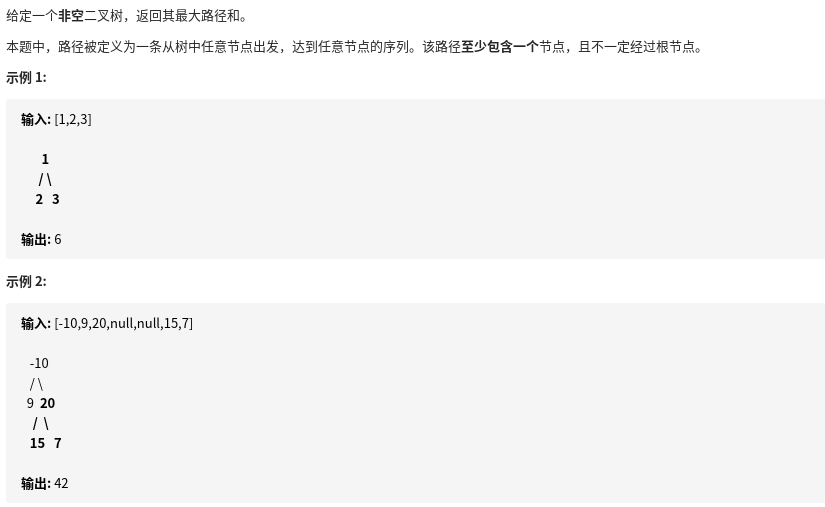 给定一个非空二叉树，返回其最大路径和。
本题中，路径被定义为一条从树中任意节点出发，达到任意节点的序列。该路径至少包含一个节点，且不一定经过根节点。
示例 1:
输入: [1,2,3]
1
/ \
2 3
输出: 6
示例 2:
输入: [-10,9,20,null,null,15,7]
-10
/ \
9 20
/ \
15 7
输出: 42